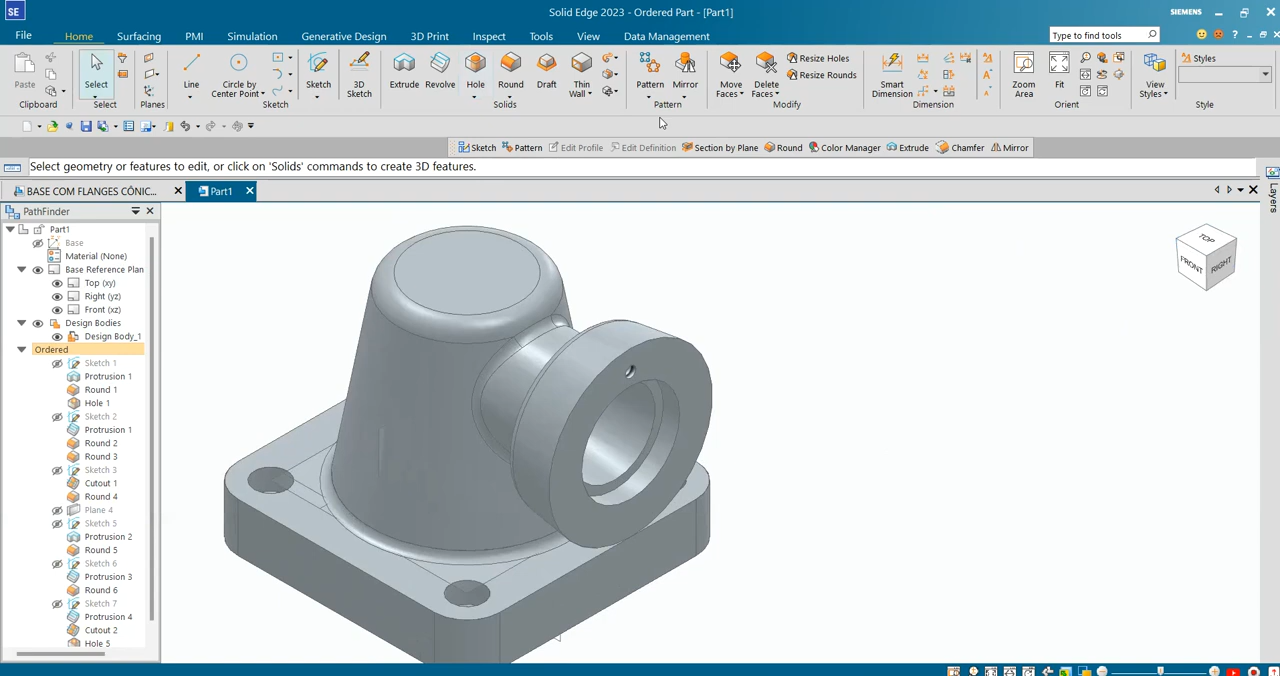 SE Solid Edge 2023 - Ordered Part - [Part1] SIEMENS
File Home Surfacing PMI Simulation Generative Design 3D Print Inspect Tools View Data Management Type to find Commands
Paste Select Line Circle by Center Point Sketch 3D Sketch Extrude Revolve Hole Round Draft Thin Wall Pattern Mirror Move Faces Delete Faces Resize Holes Resize Rounds Smart Dimension Zoom Area Fit View Styles Styles
Clipboard Select Planes Sketch Solids Pattern Modify Dimension Orient Style
Sketch Pattern Edit Profile Edit Definition Section by Plane Round Color Manager Extrude Chamfer Mirror
Select geometry or features to edit, or click on 'Solids' commands to create 3D features.
BASE COM FLANGES CÔNIC... Part1
PathFinder
Part1
Base
Material (None)
Base Reference Plan
Top (xy)
Right (yz)
Front (xz)
Design Bodies
Design Body_1
Ordered
Sketch 1
Protrusion 1
Round 1
Hole 1
Sketch 2
Protrusion 1
Round 2
Round 3
Sketch 3
Cutout 1
Round 4
Plane 4
Sketch 5
Protrusion 2
Round 5
Sketch 6
Protrusion 3
Round 6
Sketch 7
Protrusion 4
Cutout 2
Hole 5
TOP
FRONT RIGHT
Layers